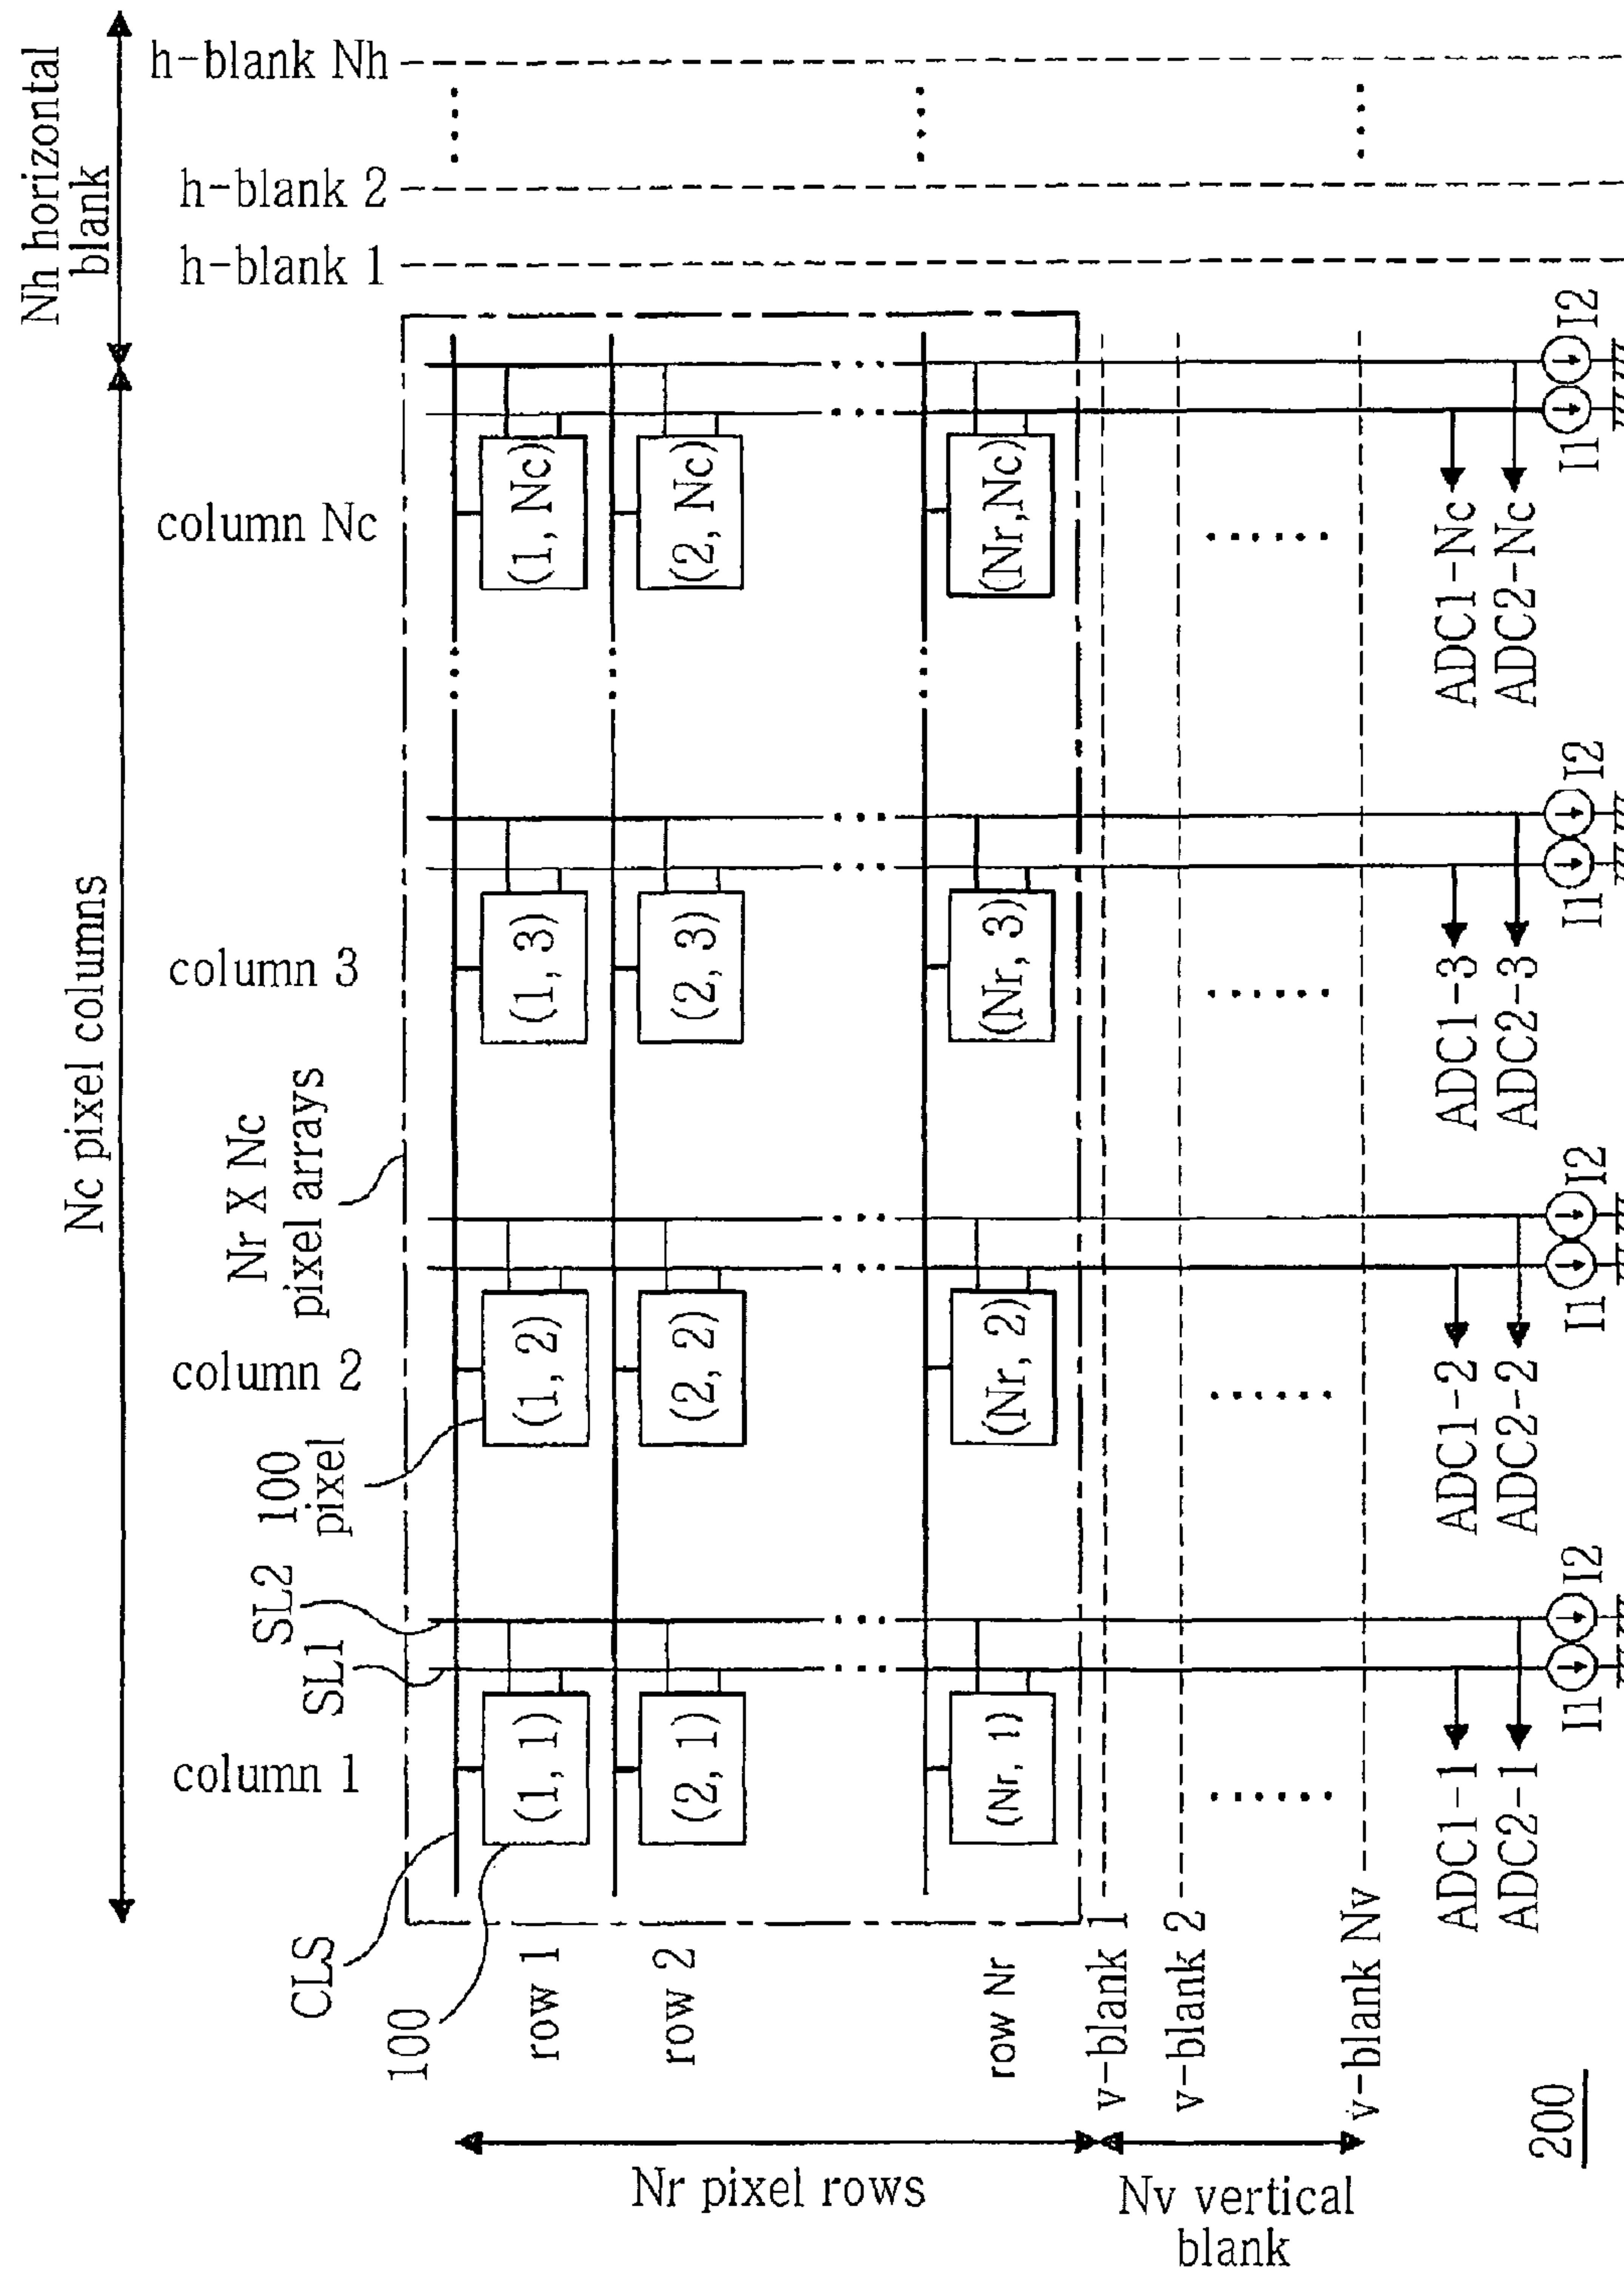 Nc pixel columns
Nh horizontal
blank
Nr X Nc
pixel arrays
column 1
column 2
column 3
column Nc
h-blank 1
h-blank 2
h-blank Nh
CLS
100
SL1
SL2
100
pixel
row 1
(1, 1)
(1, 2)
(1, 3)
(1, Nc)
row 2
(2, 1)
(2, 2)
(2, 3)
(2, Nc)
row Nr
(Nr, 1)
(Nr, 2)
(Nr, 3)
(Nr,Nc)
Nr pixel rows
v-blank 1
v-blank 2
v-blank Nv
Nv vertical
blank
ADC1-1
ADC2-1
ADC1-2
ADC2-2
ADC1-3
ADC2-3
ADC1-Nc
ADC2-Nc
I1
I2
I1
I2
I1
I2
I1
I2
200